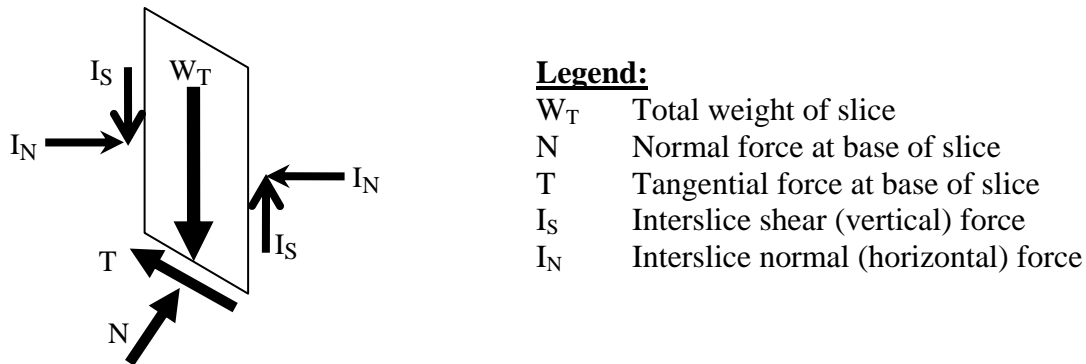 I_S
W_T
I_N
I_N
I_S
T
N
Legend:
W_T Total weight of slice
N Normal force at base of slice
T Tangential force at base of slice
I_S Interslice shear (vertical) force
I_N Interslice normal (horizontal) force